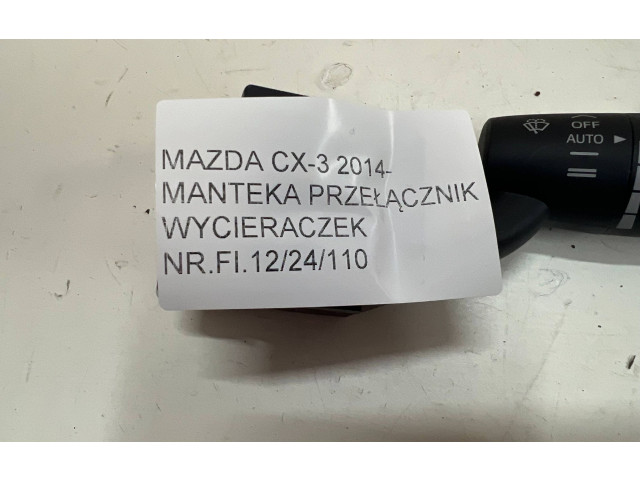 MAZDA CX-3 2014-
MANTEKA PRZEŁĄCZNIK
WYCIERACZEK
NR.FI.12/24/110
OFF
AUTO